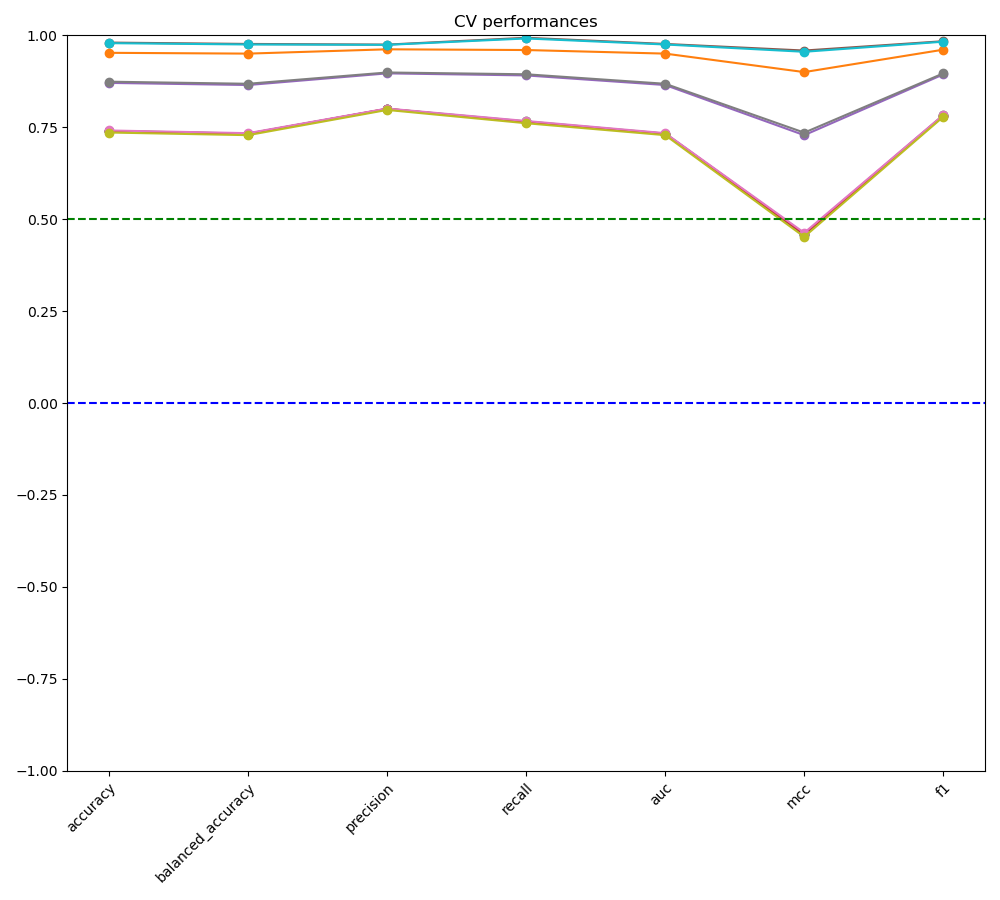 CV performances
1.00
0.75
0.50
0.25
0.00
−0.25
−0.50
−0.75
−1.00
accuracy
balanced_accuracy
precision
recall
auc
mcc
f1